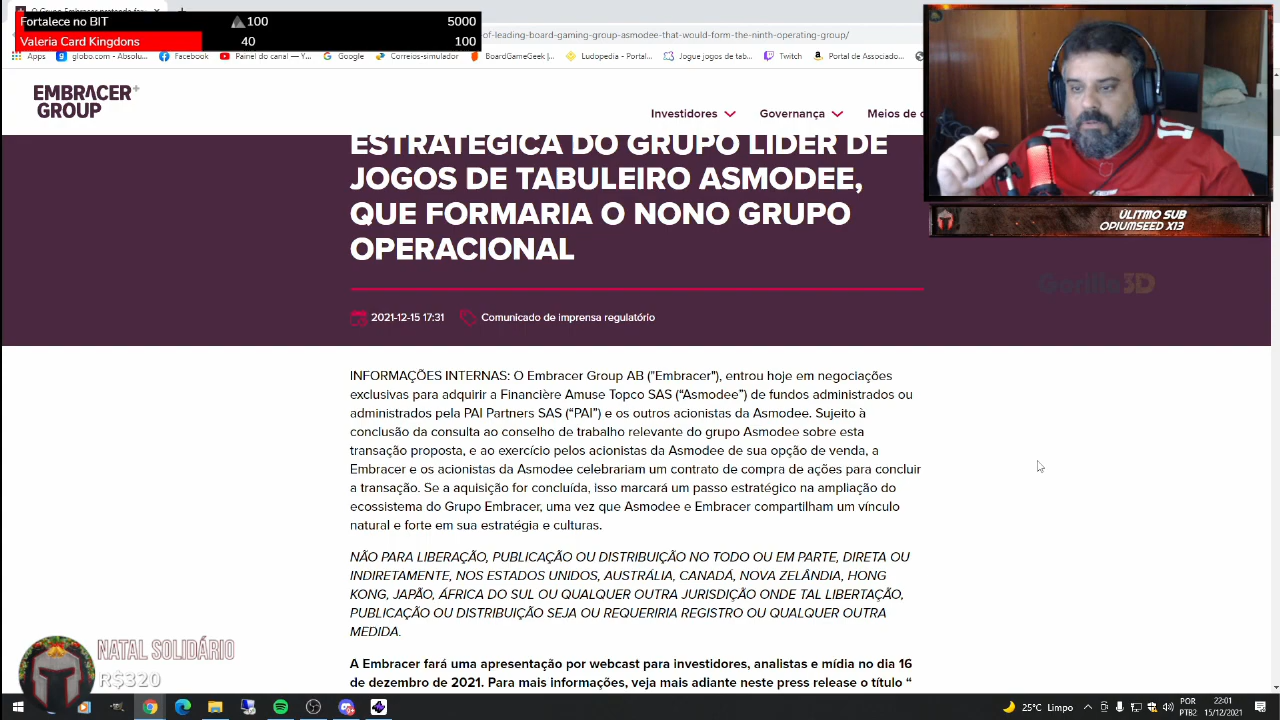 Fortalece no BIT 100 5000
Valeria Card Kingdons 40 100
of-leading-board-gaming-group-asmodee-that-would-form-the-ninth-operating-group/
Apps globo.com - Absolu... Facebook Painel do canal — Y... Google Correios-simulador BoardGameGeek |... Ludopedia - Portal... Jogue jogos de tab... Twitch Portal de Associado...
EMBRACER+
GROUP
Investidores Governança Meios de c
ESTRATÉGICA DO GRUPO LÍDER DE
JOGOS DE TABULEIRO ASMODEE,
QUE FORMARIA O NONO GRUPO
OPERACIONAL
ULITMO SUB
OPIUMSEED X13
Gorilla3D
2021-12-15 17:31 Comunicado de imprensa regulatório
INFORMAÇÕES INTERNAS: O Embracer Group AB ("Embracer"), entrou hoje em negociações
exclusivas para adquirir a Financière Amuse Topco SAS (“Asmodee”) de fundos administrados ou
administrados pela PAI Partners SAS (“PAI”) e os outros acionistas da Asmodee. Sujeito à
conclusão da consulta ao conselho de trabalho relevante do grupo Asmodee sobre esta
transação proposta, e ao exercício pelos acionistas da Asmodee de sua opção de venda, a
Embracer e os acionistas da Asmodee celebrariam um contrato de compra de ações para concluir
a transação. Se a aquisição for concluída, isso marcará um passo estratégico na ampliação do
ecossistema do Grupo Embracer, uma vez que Asmodee e Embracer compartilham um vínculo
natural e forte em sua estratégia e culturas.
NÃO PARA LIBERAÇÃO, PUBLICAÇÃO OU DISTRIBUIÇÃO NO TODO OU EM PARTE, DIRETA OU
INDIRETAMENTE, NOS ESTADOS UNIDOS, AUSTRÁLIA, CANADÁ, NOVA ZELÂNDIA, HONG
KONG, JAPÃO, ÁFRICA DO SUL OU QUALQUER OUTRA JURISDIÇÃO ONDE TAL LIBERTAÇÃO,
PUBLICAÇÃO OU DISTRIBUIÇÃO SEJA OU REQUERIRIA REGISTRO OU QUALQUER OUTRA
MEDIDA.
A Embracer fará uma apresentação por webcast para investidores, analistas e mídia no dia 16
de dezembro de 2021. Para mais informações, veja mais adiante neste press release o título “
NATAL SOLIDÁRIO
R$320
25°C Limpo
POR
PTB2
22:01
15/12/2021